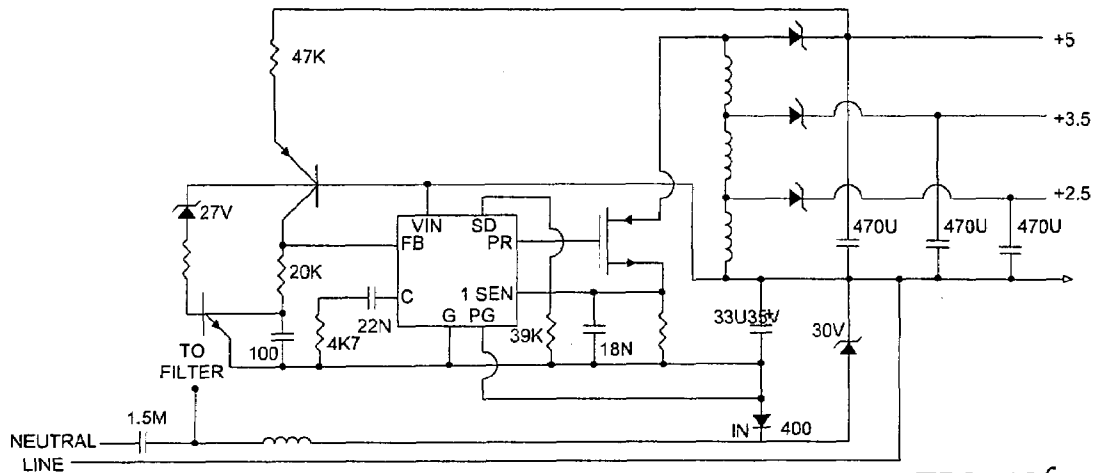 47K
+5
+3.5
+2.5
27V
VIN
SD
FB
PR
20K
C
1 SEN
G
PG
22N
4K7
100
39K
18N
470U
470U
470U
33U35V
30V
TO
FILTER
1.5M
NEUTRAL
LINE
IN
400